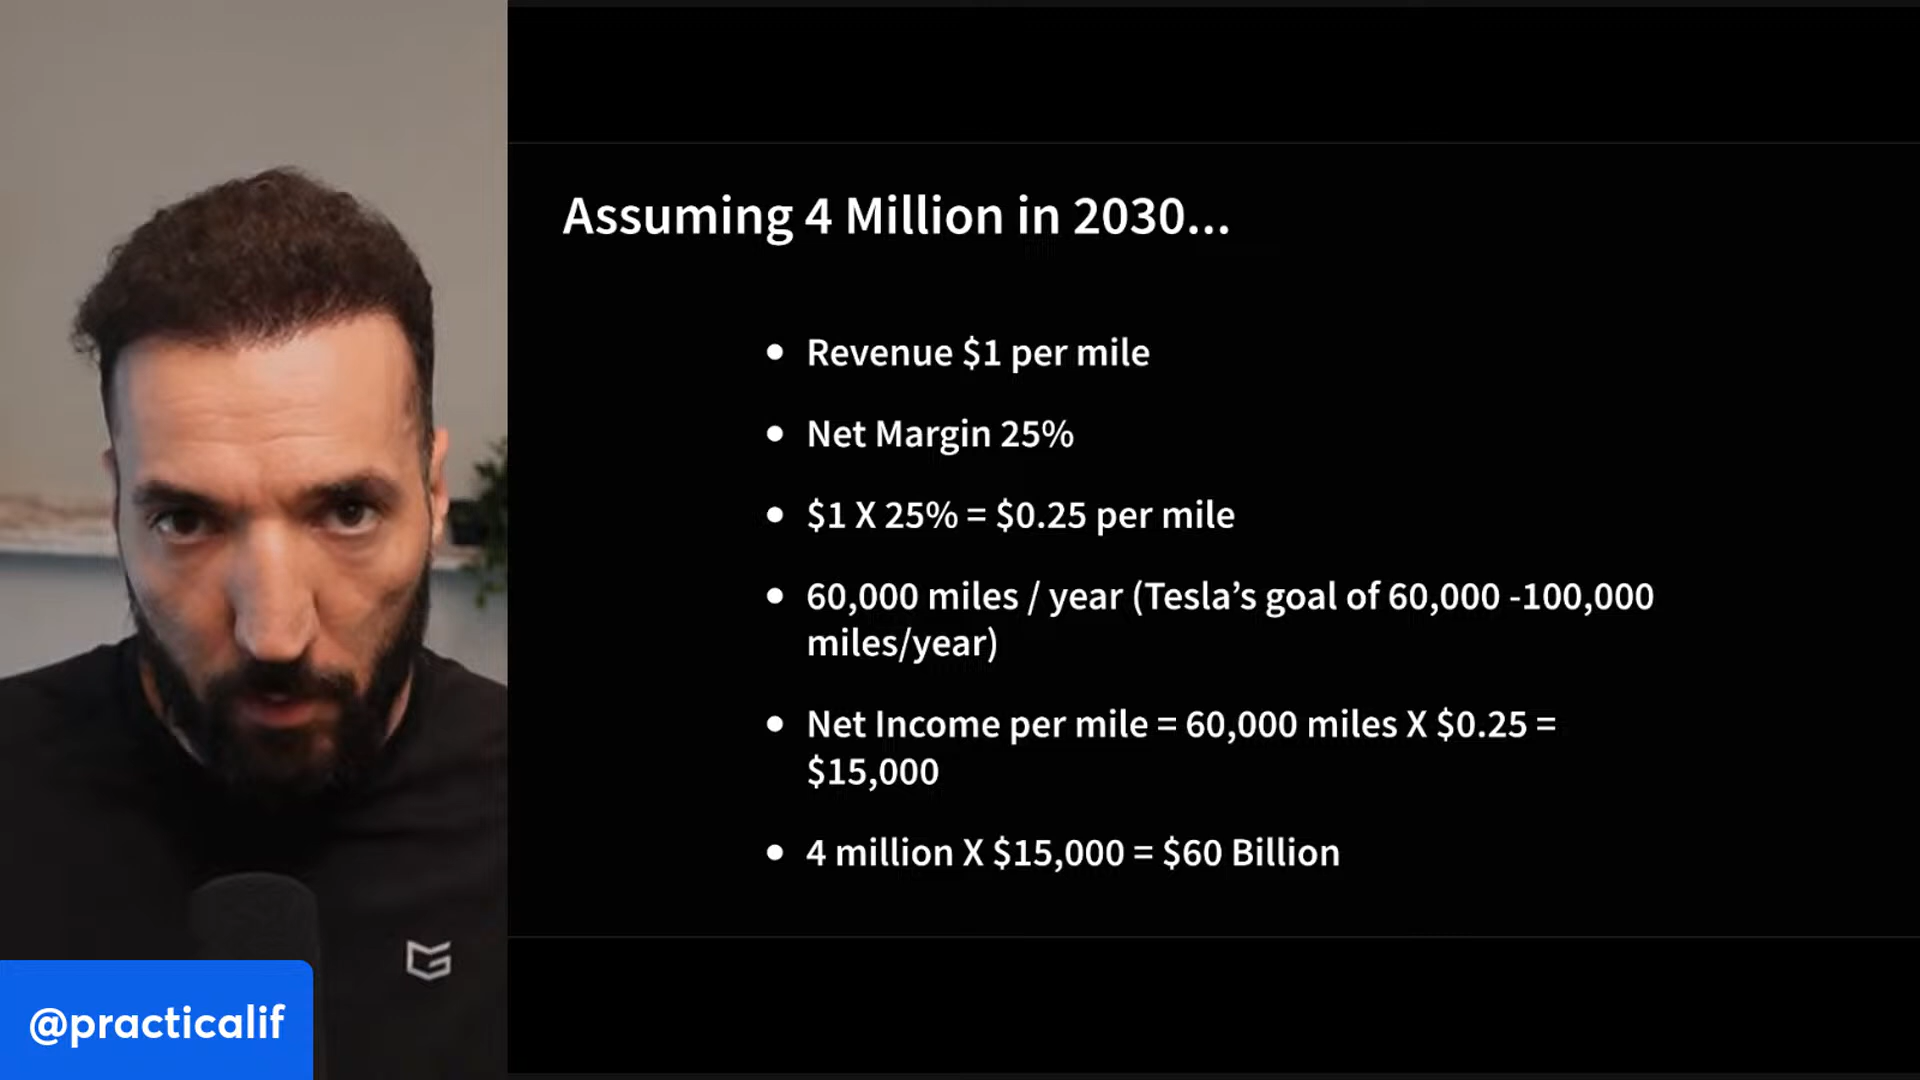 Assuming 4 Million in 2030...
• Revenue $1 per mile
• Net Margin 25%
• $1 X 25% = $0.25 per mile
• 60,000 miles / year (Tesla’s goal of 60,000 -100,000
miles/year)
• Net Income per mile = 60,000 miles X $0.25 =
$15,000
• 4 million X $15,000 = $60 Billion
@practicalif